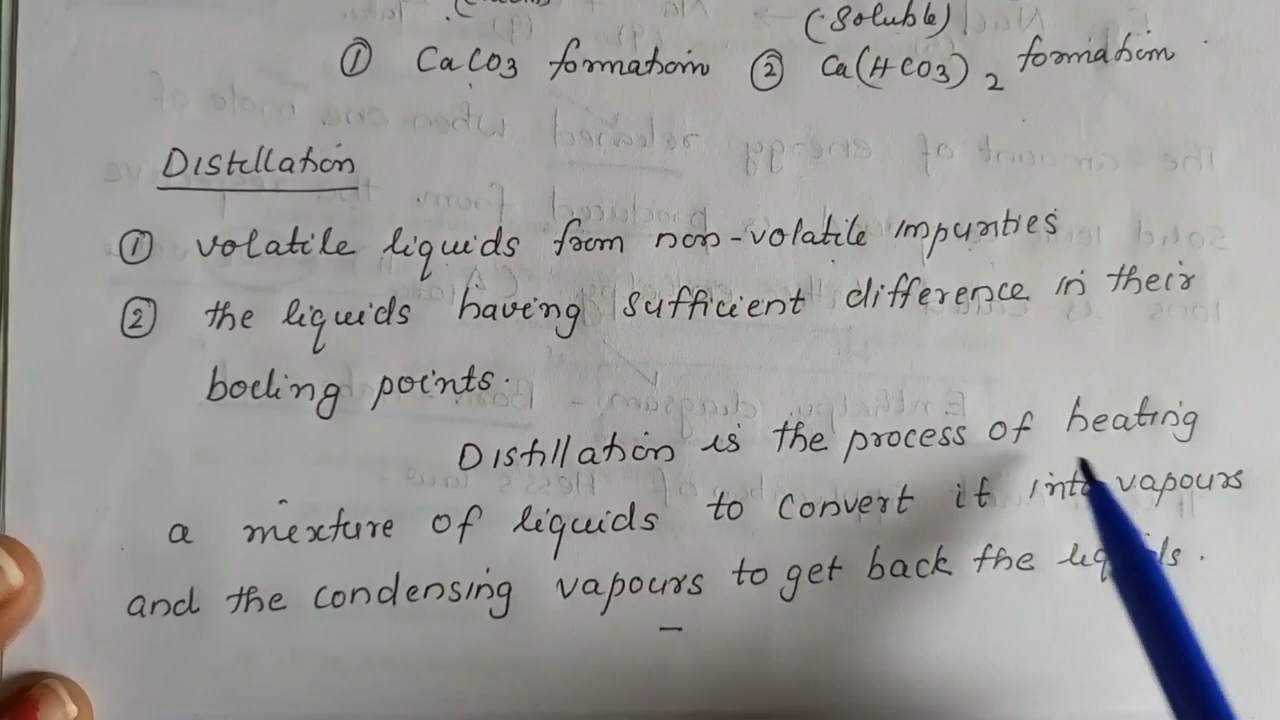 (Soluble)
① CaCO3 formation ② Ca(HCO3)2 formation
Distillation
① volatile liquids from non-volatile impurities
② the liquids having sufficient difference in their
boiling points.
Distillation is the process of heating
a mixture of liquids to convert it into vapours
and the condensing vapours to get back the liquids.